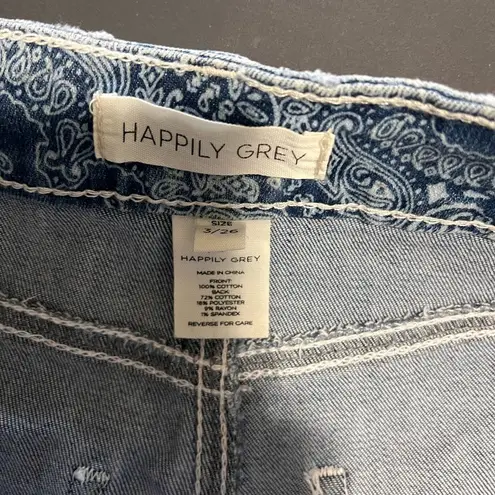 HAPPILY GREY
SIZE
3/26
HAPPILY GREY
MADE IN CHINA
FRONT:
100% COTTON
BACK:
72% COTTON
18% POLYESTER
9% RAYON
1% SPANDEX
REVERSE FOR CARE